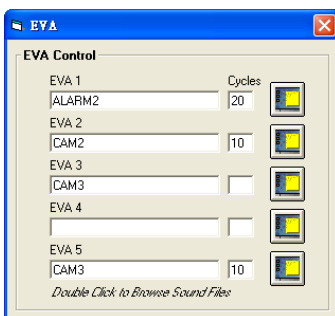 EVA
EVA Control
EVA 1 Cycles
ALARM2 20
EVA 2
CAM2 10
EVA 3
CAM3
EVA 4
EVA 5
CAM3 10
Double Click to Browse Sound Files